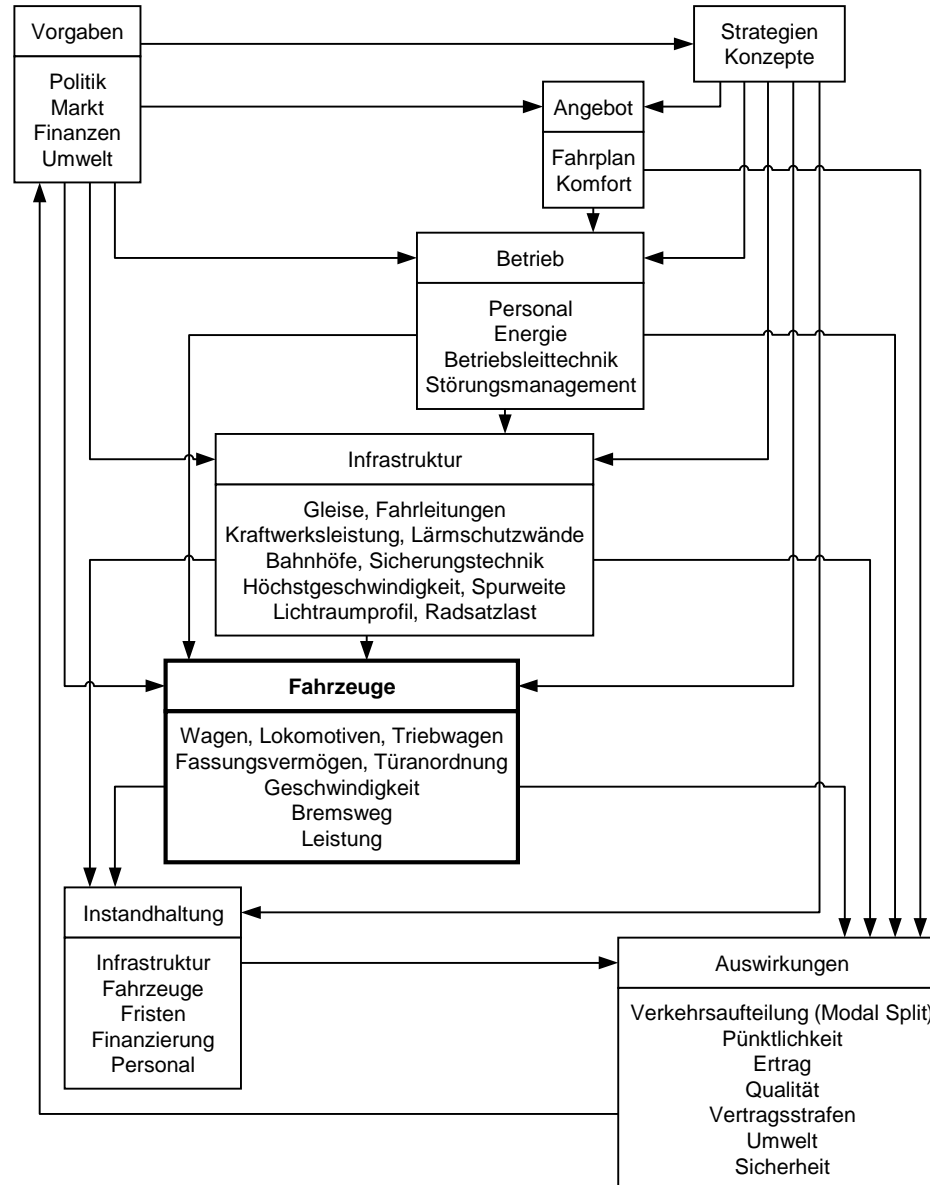 Vorgaben
Politik
Markt
Finanzen
Umwelt
Strategien
Konzepte
Angebot
Fahrplan
Komfort
Betrieb
Personal
Energie
Betriebsleittechnik
Störungsmanagement
Infrastruktur
Gleise, Fahrleitungen
Kraftwerksleistung, Lärmschutzwände
Bahnhöfe, Sicherungstechnik
Höchstgeschwindigkeit, Spurweite
Lichtraumprofil, Radsatzlast
Fahrzeuge
Wagen, Lokomotiven, Triebwagen
Fassungsvermögen, Türanordnung
Geschwindigkeit
Bremsweg
Leistung
Instandhaltung
Infrastruktur
Fahrzeuge
Fristen
Finanzierung
Personal
Auswirkungen
Verkehrsaufteilung (Modal Split)
Pünktlichkeit
Ertrag
Qualität
Vertragsstrafen
Umwelt
Sicherheit